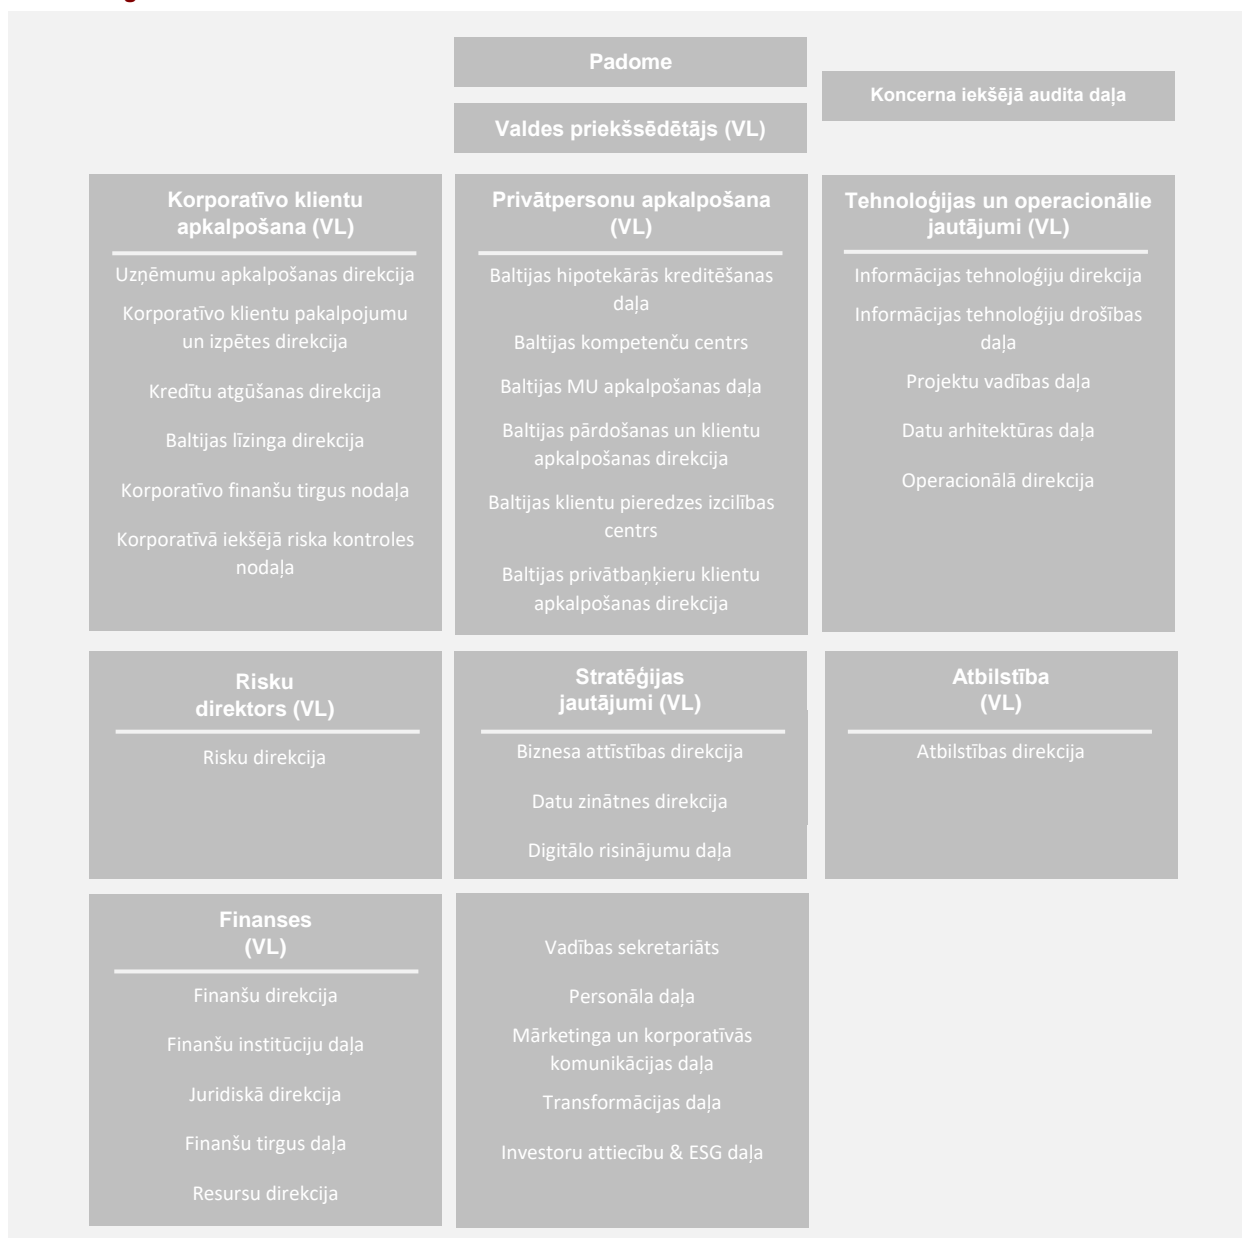 Padome
Koncerna iekšējā audita daļa
Valdes priekšsēdētājs (VL)
Korporatīvo klientu
apkalpošana (VL)
Uzņēmumu apkalpošanas direkcija
Korporatīvo klientu pakalpojumu
un izpētes direkcija
Kredītu atgūšanas direkcija
Baltijas līzinga direkcija
Korporatīvo finanšu tirgus nodaļa
Korporatīvā iekšējā riska kontroles
nodaļa
Privātpersonu apkalpošana
(VL)
Baltijas hipotekārās kreditēšanas
daļa
Baltijas kompetenču centrs
Baltijas MU apkalpošanas daļa
Baltijas pārdošanas un klientu
apkalpošanas direkcija
Baltijas klientu pieredzes izcilības
centrs
Baltijas privātbaņķieru klientu
apkalpošanas direkcija
Tehnoloģijas un operacionālie
jautājumi (VL)
Informācijas tehnoloģiju direkcija
Informācijas tehnoloģiju drošības
daļa
Projektu vadības daļa
Datu arhitektūras daļa
Operacionālā direkcija
Risku
direktors (VL)
Risku direkcija
Stratēģijas
jautājumi (VL)
Biznesa attīstības direkcija
Datu zinātnes direkcija
Digitālo risinājumu daļa
Atbilstība
(VL)
Atbilstības direkcija
Finanses
(VL)
Finanšu direkcija
Finanšu institūciju daļa
Juridiskā direkcija
Finanšu tirgus daļa
Resursu direkcija
Vadības sekretariāts
Personāla daļa
Mārketinga un korporatīvās
komunikācijas daļa
Transformācijas daļa
Investoru attiecību & ESG daļa